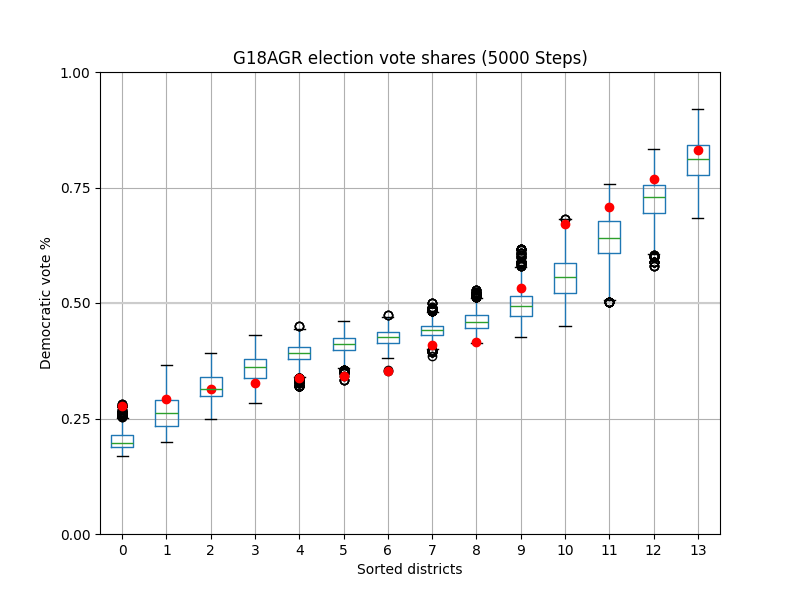 G18AGR election vote shares (5000 Steps)
1.00
0.75
0.50
0.25
0.00
Democratic vote %
0 1 2 3 4 5 6 7 8 9 10 11 12 13
Sorted districts